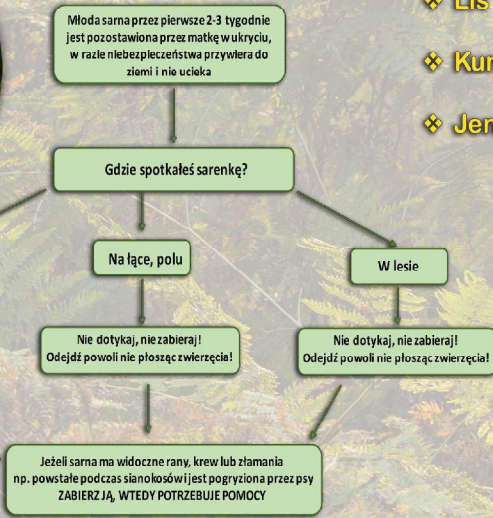 Młoda sarna przez pierwsze 2-3 tygodnie
jest pozostawiona przez matkę w ukryciu,
w razie niebezpieczeństwa przywiera do
ziemi i nie ucieka
Lis
Kun
Jen
Gdzie spotkałeś sarenkę?
Na łące, polu
W lesie
Nie dotykaj, nie zabieraj!
Odejdź powoli nie płosząc zwierzęcia!
Nie dotykaj, nie zabieraj!
Odejdź powoli nie płosząc zwierzęcia!
Jeżeli sarna ma widoczne rany, krew lub złamania
np. powstałe podczas sianokosów i jest pogryziona przez psy
ZABIERZ JĄ, WTEDY POTRZEBUJE POMOCY